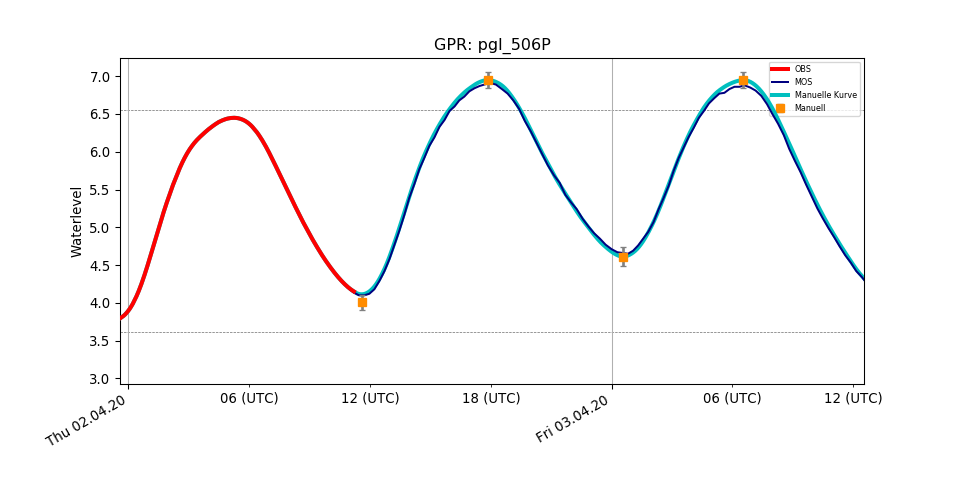 GPR: pgl_506P
7.0
6.5
6.0
5.5
5.0
4.5
4.0
3.5
3.0
Waterlevel
OBS
MOS
Manuelle Kurve
Manuell
Thu 02.04.20
06 (UTC)
12 (UTC)
18 (UTC)
Fri 03.04.20
06 (UTC)
12 (UTC)